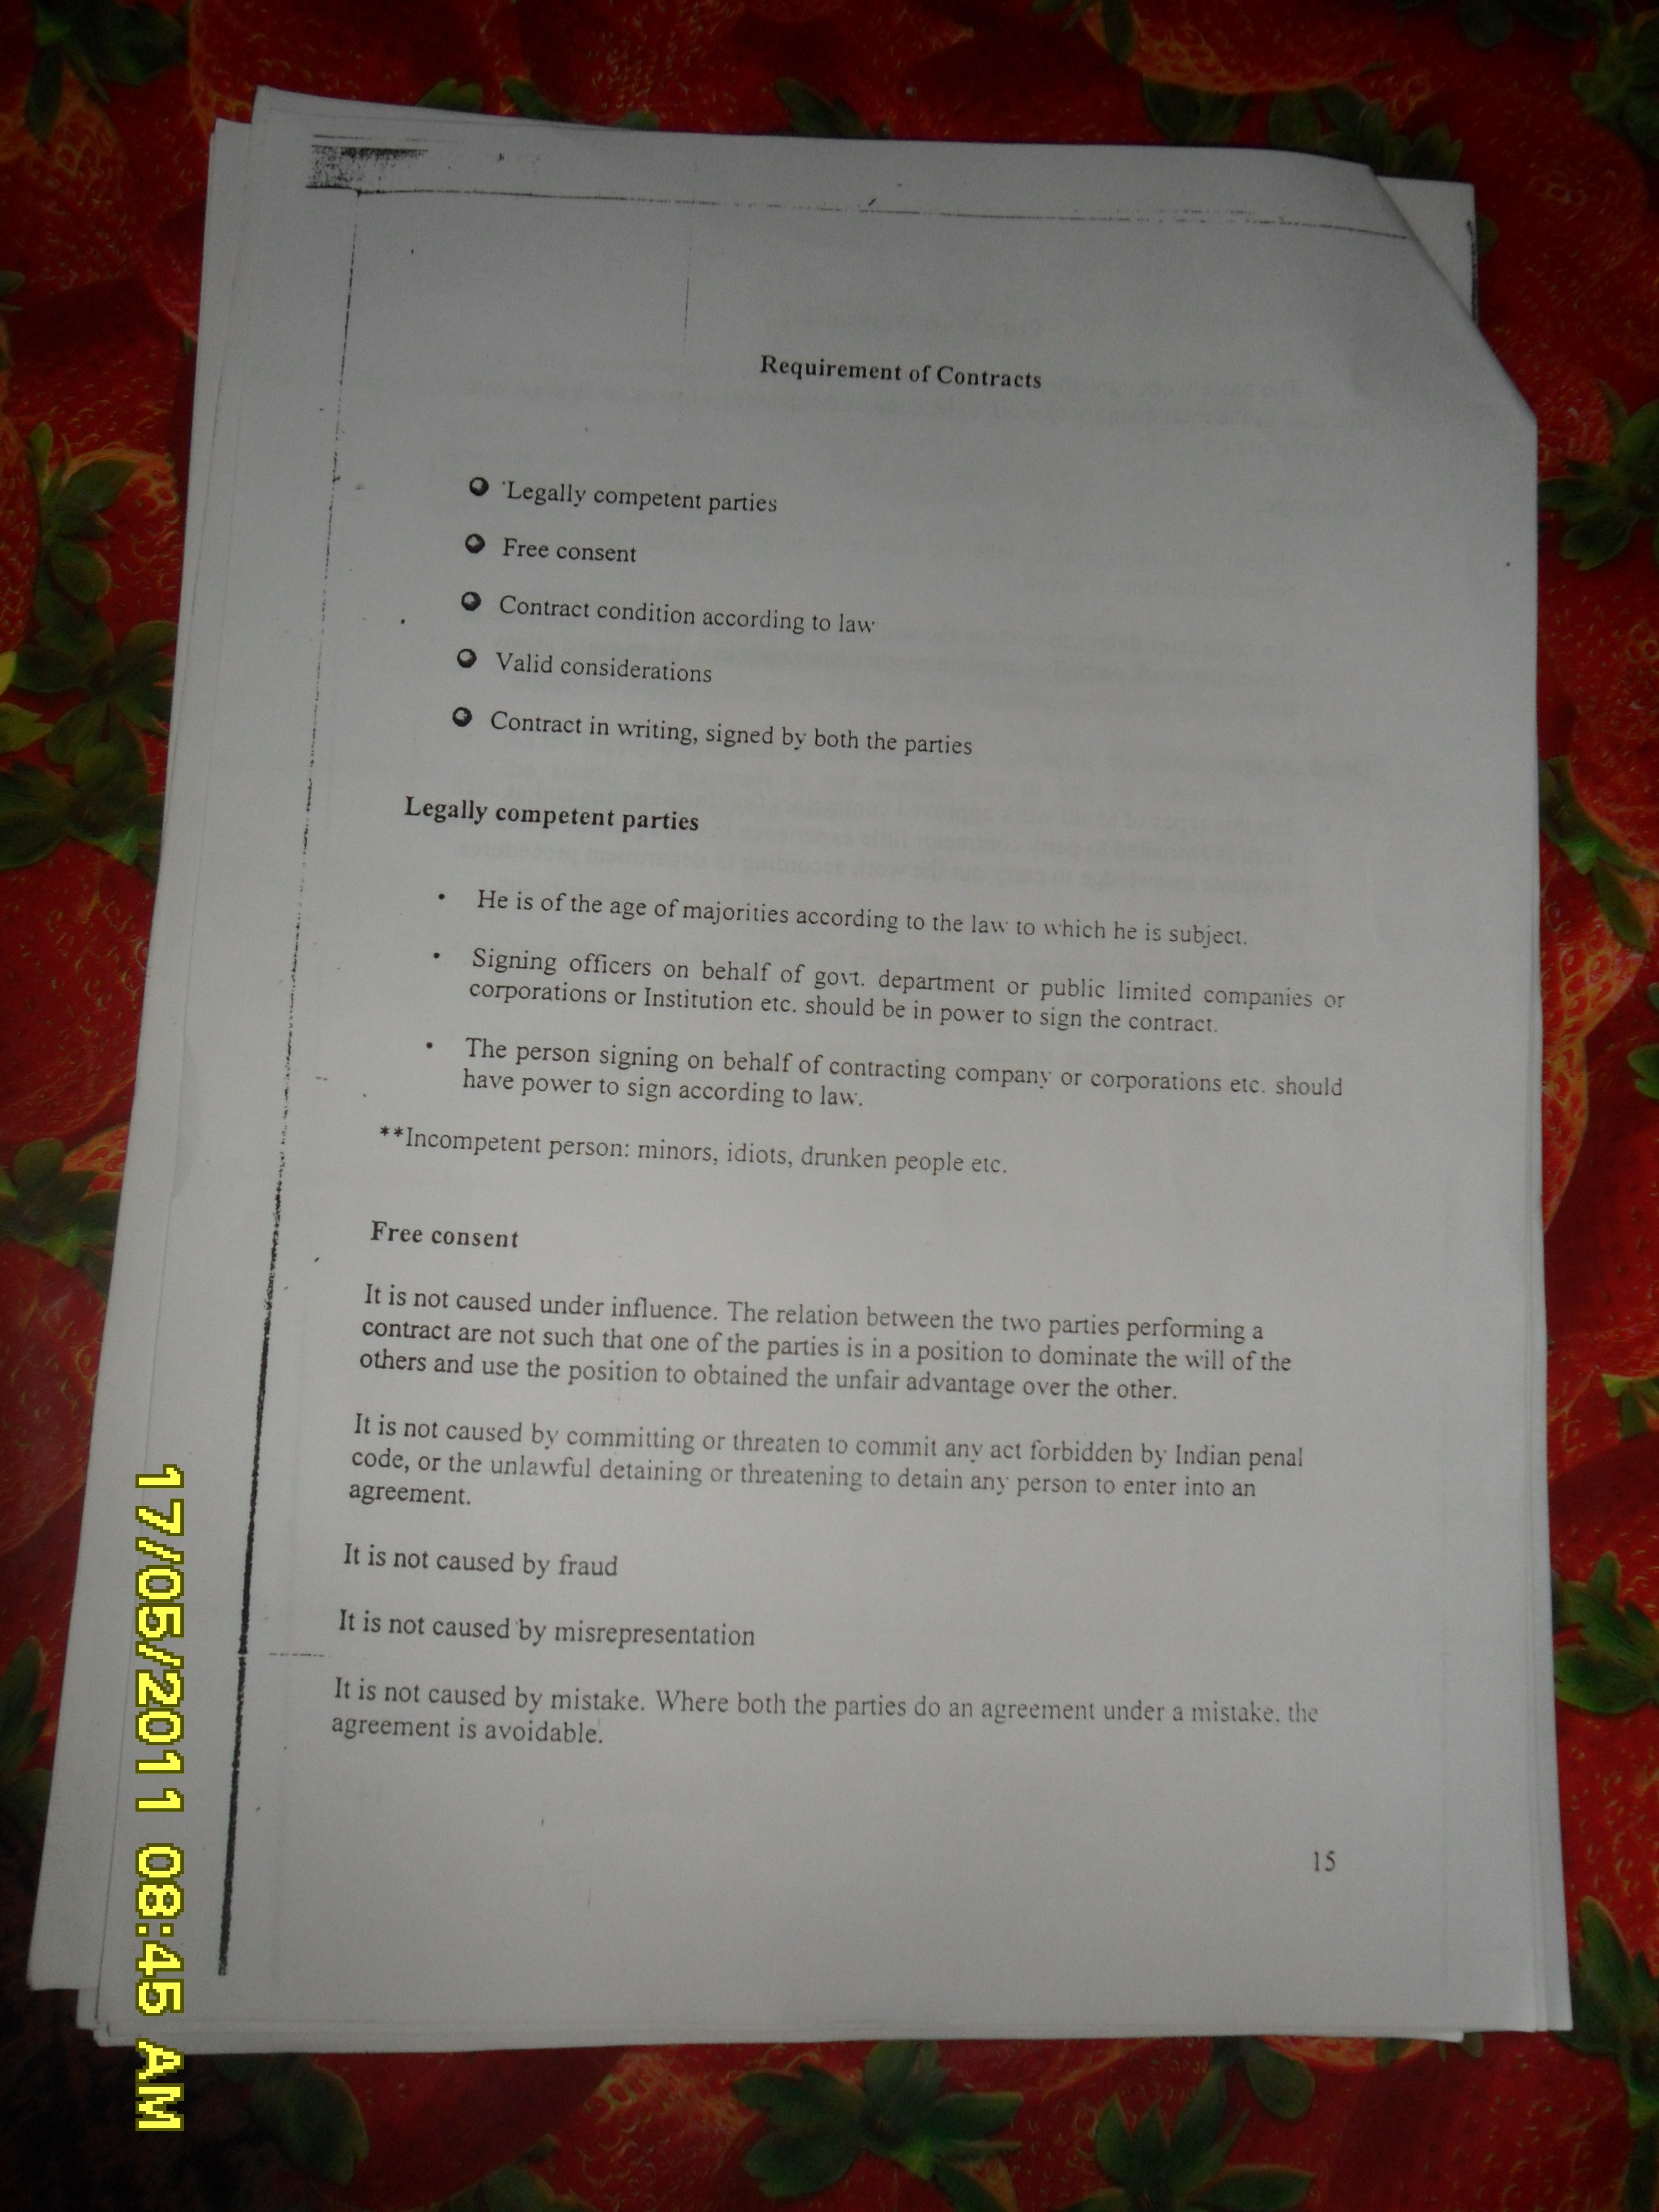 Requirement of Contracts
Legally competent parties
Free consent
Contract condition according to law
Valid considerations
Contract in writing, signed by both the parties
Legally competent parties
• He is of the age of majorities according to the law to which he is subject.
• Signing officers on behalf of govt. department or public limited companies or
corporations or Institution etc. should be in power to sign the contract.
• The person signing on behalf of contracting company or corporations etc. should
have power to sign according to law.
**Incompetent person: minors, idiots, drunken people etc.
Free consent
It is not caused under influence. The relation between the two parties performing a
contract are not such that one of the parties is in a position to dominate the will of the
others and use the position to obtained the unfair advantage over the other.
It is not caused by committing or threaten to commit any act forbidden by Indian penal
code, or the unlawful detaining or threatening to detain any person to enter into an
agreement.
It is not caused by fraud
It is not caused by misrepresentation
It is not caused by mistake. Where both the parties do an agreement under a mistake. the
agreement is avoidable.
15
17/05/2011 08:45 AM